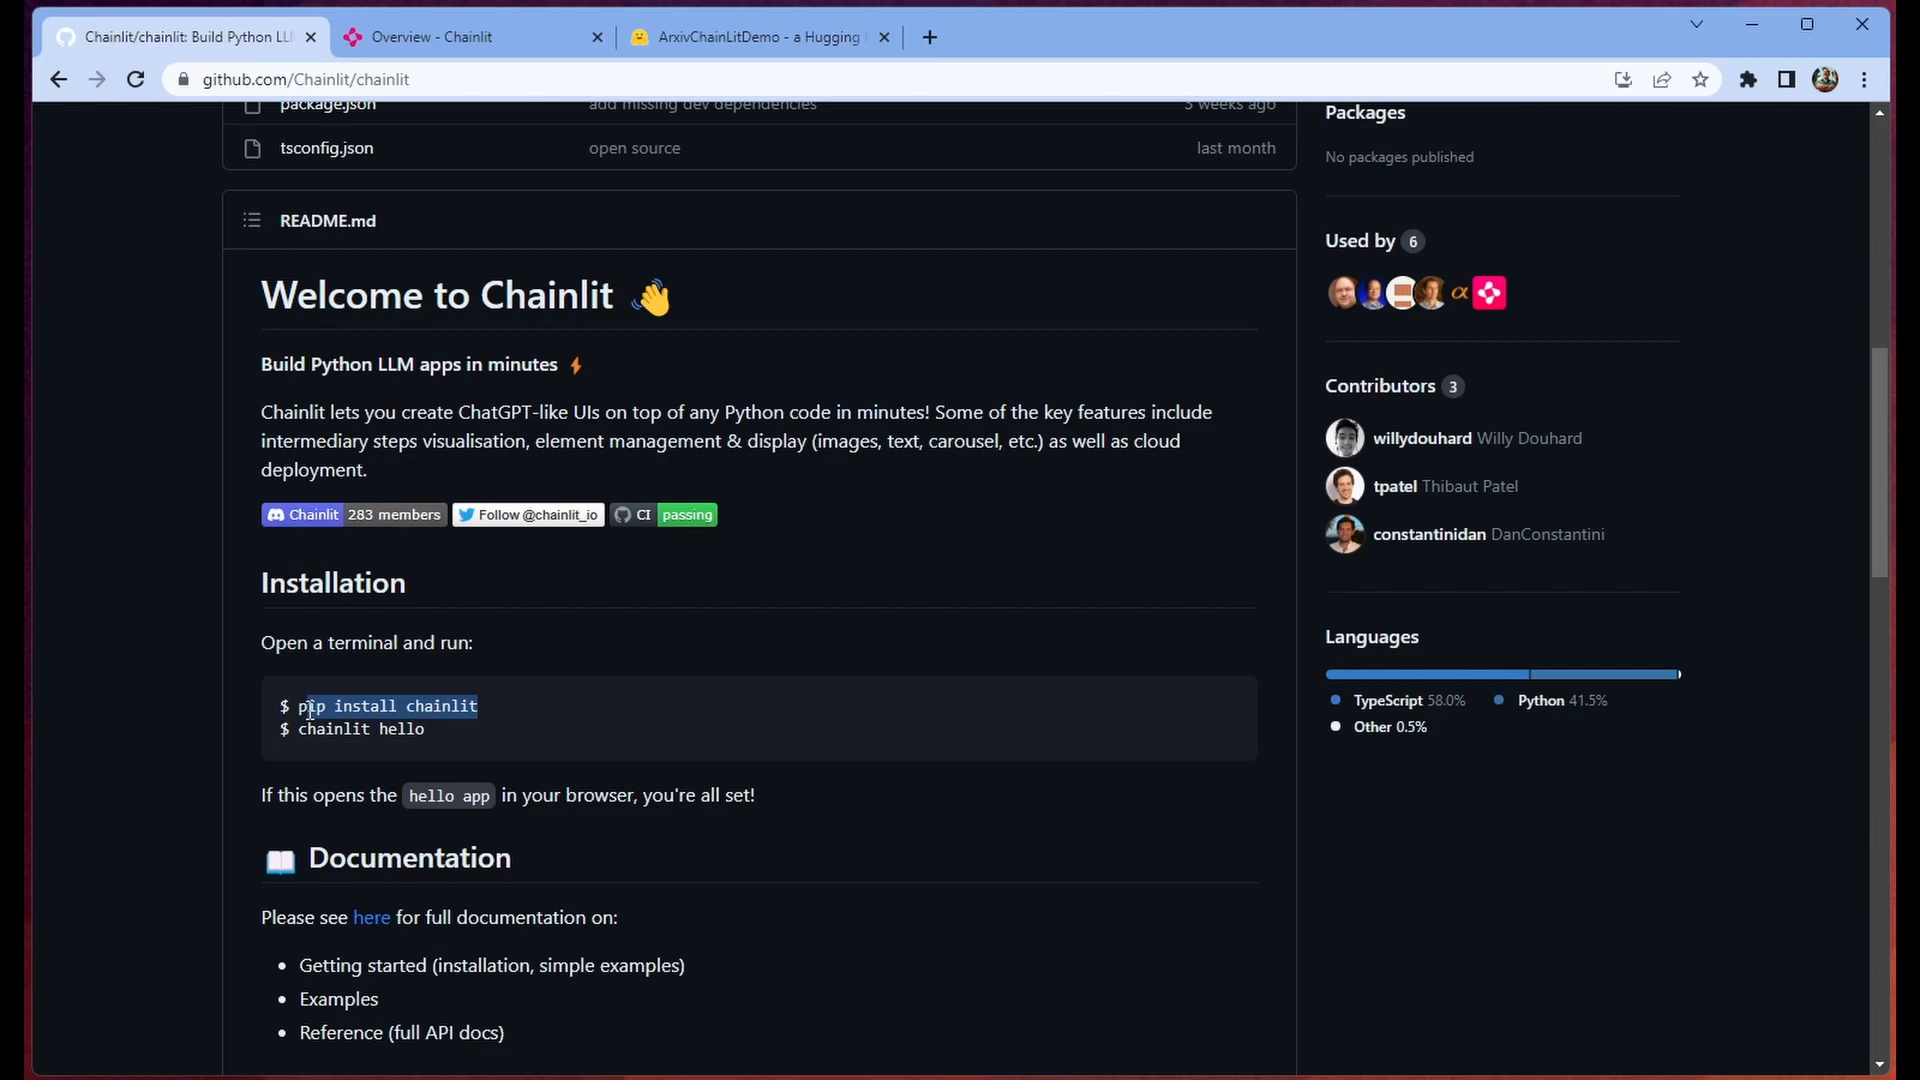 Chainlit/chainlit: Build Python LL
Overview - Chainlit
ArxivChainLitDemo - a Hugging
github.com/Chainlit/chainlit
package.json add missing dev dependencies 3 weeks ago
tsconfig.json open source last month
README.md
Welcome to Chainlit 👋
Build Python LLM apps in minutes ⚡
Chainlit lets you create ChatGPT-like UIs on top of any Python code in minutes! Some of the key features include
intermediary steps visualisation, element management & display (images, text, carousel, etc.) as well as cloud
deployment.
Chainlit 283 members Follow @chainlit_io CI passing
Installation
Open a terminal and run:
$ pip install chainlit
$ chainlit hello
If this opens the hello app in your browser, you're all set!
📖 Documentation
Please see here for full documentation on:
• Getting started (installation, simple examples)
• Examples
• Reference (full API docs)
Packages
No packages published
Used by 6
Contributors 3
willydouhard Willy Douhard
tpatel Thibaut Patel
constantinidan DanConstantini
Languages
TypeScript 58.0% Python 41.5%
Other 0.5%